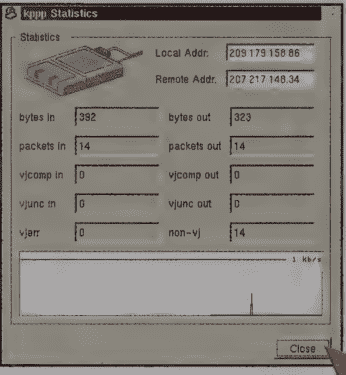 kppp Statistics
Statistics
Local Addr. 209 179 158 86
Remote Addr. 207 217 148.34
bytes in 392 bytes out 323
packets in 14 packets out 14
vjcomp in 0 vjcomp out 0
vjunc in 0 vjunc out 0
vjerr 0 non-vj 14
1 kb/s
Close